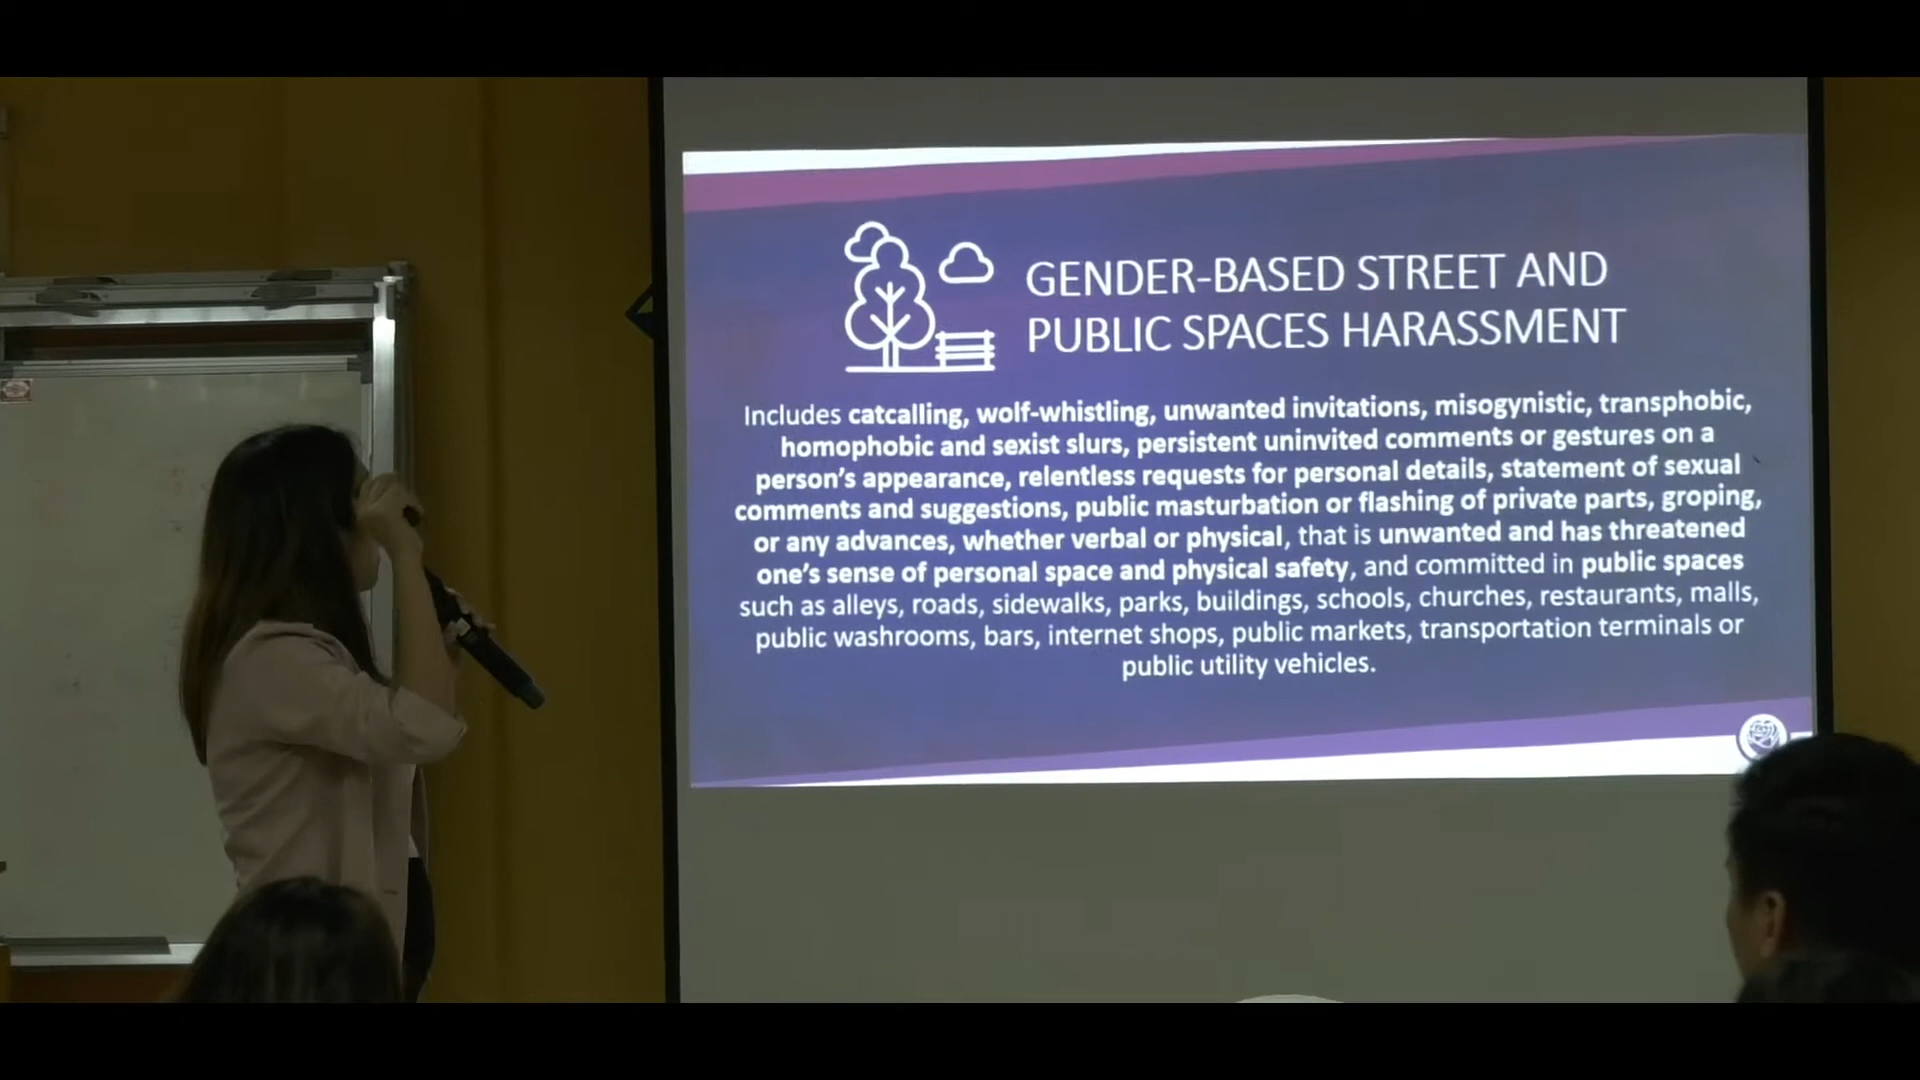 GENDER-BASED STREET AND
PUBLIC SPACES HARASSMENT
Includes catcalling, wolf-whistling, unwanted invitations, misogynistic, transphobic,
homophobic and sexist slurs, persistent uninvited comments or gestures on a
person's appearance, relentless requests for personal details, statement of sexual
comments and suggestions, public masturbation or flashing of private parts, groping,
or any advances, whether verbal or physical, that is unwanted and has threatened
one's sense of personal space and physical safety, and committed in public spaces
such as alleys, roads, sidewalks, parks, buildings, schools, churches, restaurants, malls,
public washrooms, bars, internet shops, public markets, transportation terminals or
public utility vehicles.